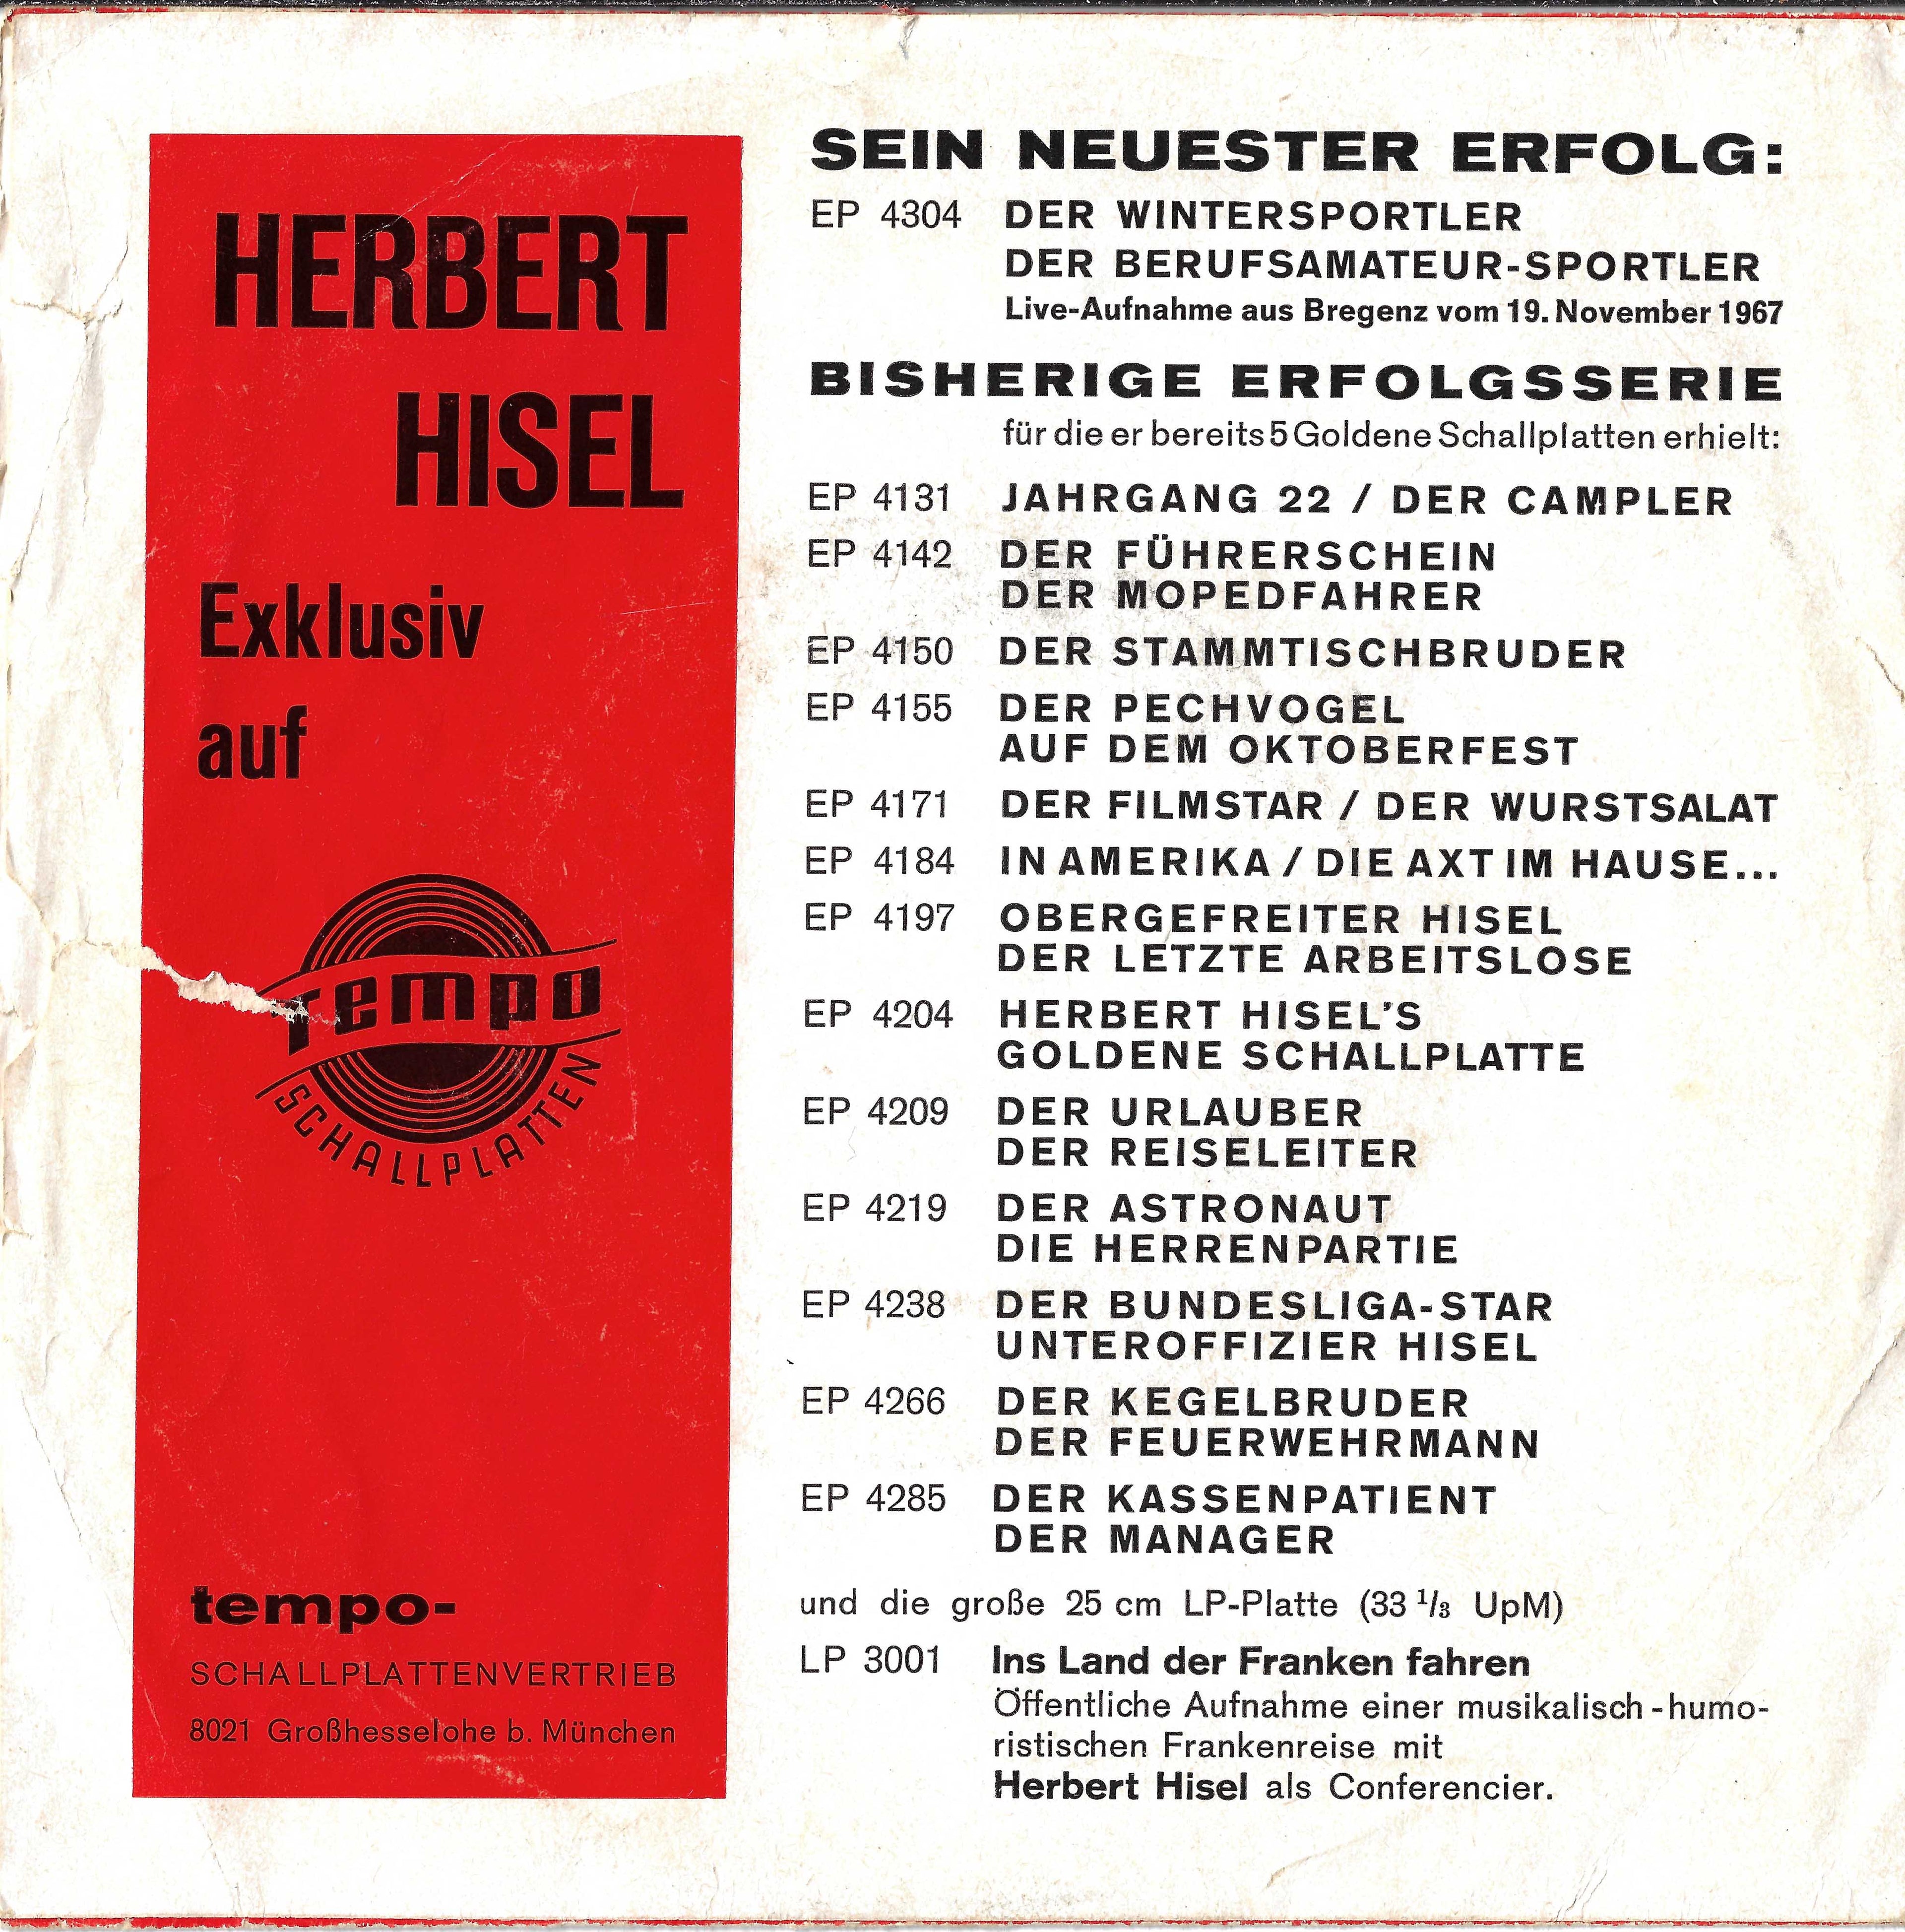 HERBERT
HISEL
Exklusiv
auf
tempo
SCHALLPLATTEN
tempo-
SCHALLPLATTENVERTRIEB
8021 Großhesselohe b. München
SEIN NEUESTER ERFOLG:
EP 4304 DER WINTERSPORTLER
DER BERUFSAMATEUR-SPORTLER
Live-Aufnahme aus Bregenz vom 19. November 1967
BISHERIGE ERFOLGSSERIE
für die er bereits 5 Goldene Schallplatten erhielt:
EP 4131 JAHRGANG 22 / DER CAMPLER
EP 4142 DER FÜHRERSCHEIN
DER MOPEDFAHRER
EP 4150 DER STAMMTISCHBRUDER
EP 4155 DER PECHVOGEL
AUF DEM OKTOBERFEST
EP 4171 DER FILMSTAR / DER WURSTSALAT
EP 4184 IN AMERIKA / DIE AXT IM HAUSE...
EP 4197 OBERGEFREITER HISEL
DER LETZTE ARBEITSLOSE
EP 4204 HERBERT HISEL'S
GOLDENE SCHALLPLATTE
EP 4209 DER URLAUBER
DER REISELEITER
EP 4219 DER ASTRONAUT
DIE HERRENPARTIE
EP 4238 DER BUNDESLIGA-STAR
UNTEROFFIZIER HISEL
EP 4266 DER KEGELBRUDER
DER FEUERWEHRMANN
EP 4285 DER KASSENPATIENT
DER MANAGER
und die große 25 cm LP-Platte (33 1/3 UpM)
LP 3001 Ins Land der Franken fahren
Öffentliche Aufnahme einer musikalisch-humo-
ristischen Frankenreise mit
Herbert Hisel als Conferencier.